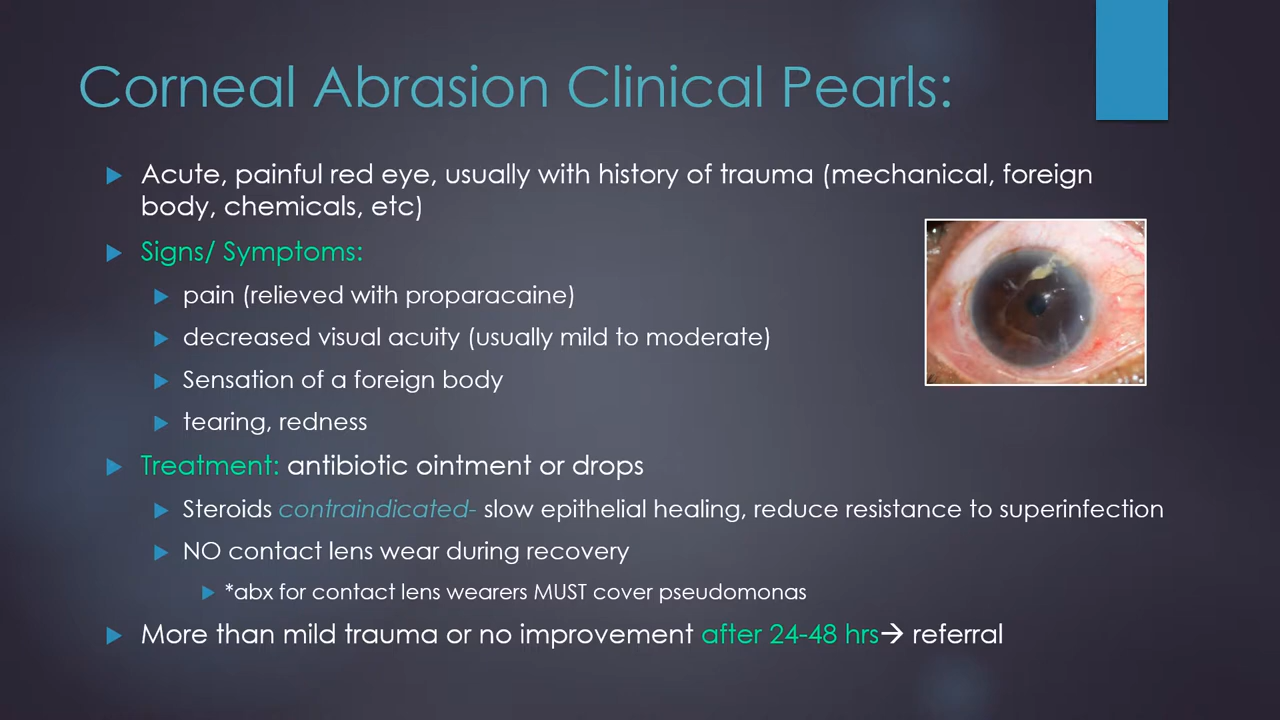 Corneal Abrasion Clinical Pearls:
Acute, painful red eye, usually with history of trauma (mechanical, foreign
body, chemicals, etc)
Signs/ Symptoms:
pain (relieved with proparacaine)
decreased visual acuity (usually mild to moderate)
Sensation of a foreign body
tearing, redness
Treatment: antibiotic ointment or drops
Steroids contraindicated- slow epithelial healing, reduce resistance to superinfection
NO contact lens wear during recovery
*abx for contact lens wearers MUST cover pseudomonas
More than mild trauma or no improvement after 24-48 hrs→ referral